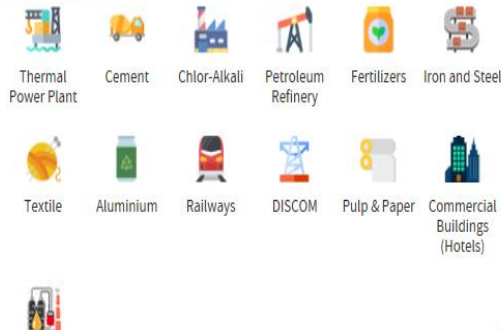 Thermal Power Plant
Cement
Chlor-Alkali
Petroleum Refinery
Fertilizers
Iron and Steel
Textile
Aluminium
Railways
DISCOM
Pulp & Paper
Commercial Buildings (Hotels)